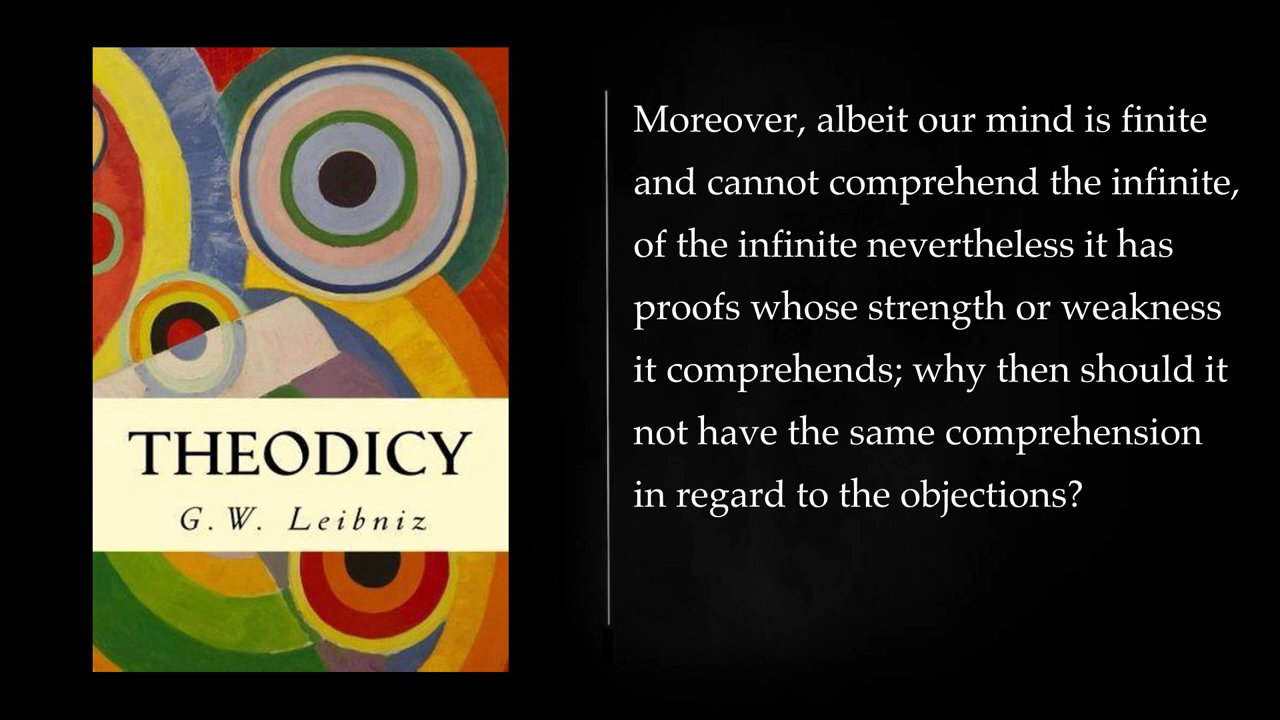 THEODICY
G.W. Leibniz
Moreover, albeit our mind is finite
and cannot comprehend the infinite,
of the infinite nevertheless it has
proofs whose strength or weakness
it comprehends; why then should it
not have the same comprehension
in regard to the objections?